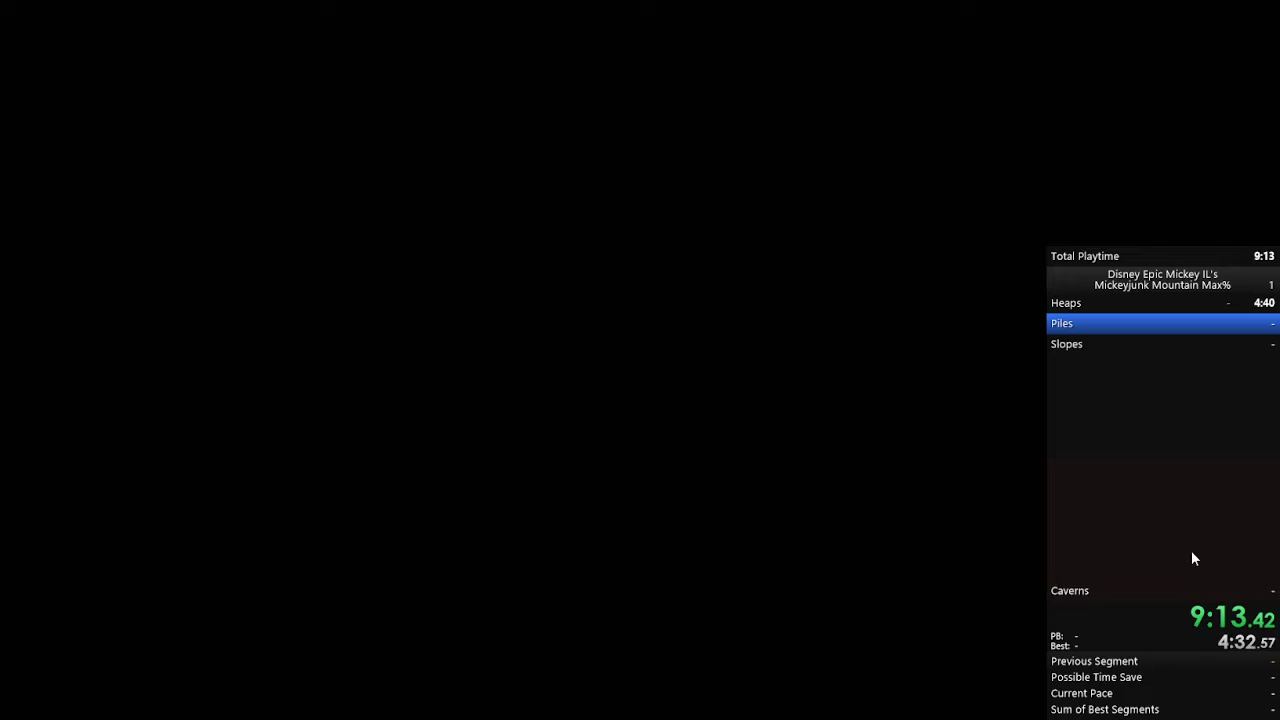 Total Playtime 9:13
Disney Epic Mickey IL's
Mickeyjunk Mountain Max% 1
Heaps - 4:40
Piles -
Slopes -
Caverns -
9:13.42
PB: -
Best: - 4:32.57
Previous Segment -
Possible Time Save -
Current Pace -
Sum of Best Segments -